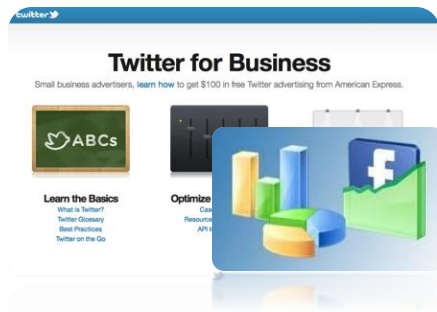 twitter
Twitter for Business
Small business advertisers, learn how to get $100 in free Twitter advertising from American Express.
ABCs
Learn the Basics
What is Twitter?
Twitter Glossary
Best Practices
Twitter on the Go
Optimize
f